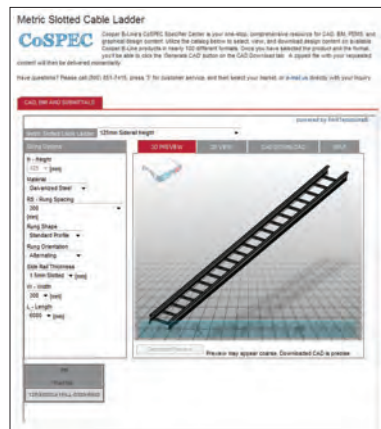 Metric Slotted Cable Ladder
CoSPEC
Cooper B-Line's CoSPEC Specifier Center is your one-stop, comprehensive resource for CAD, BIM, and
graphical design content. Utilize the catalog below to select, view, and download design content on available
Cooper B-Line products in nearly 100 different formats. Once you have selected the product and the format,
you'll be able to click the 'Generate CAD' button on the CAD Download tab. A zipped file with your requested
content will then be delivered
Have questions? Please call (800) 851-7415, press '3' for customer service, and then select your market, or e-mail us directly with your inquiry.
CAD, BIM AND SUBMITTALS
powered by
Metric Slotted Cable Ladder 125mm Siderail Height
Sizing Options
3D PREVIEW
2D VIEW
CAD DOWNLOAD
HELP
H - Height
125 [mm]
Material
Galvanized Steel
RS - Rung Spacing
300
[mm]
Rung Shape
Standard Profile
Rung Orientation
Alternating
Side Rail Thickness
1.5mm Slotted [mm]
W - Width
300 [mm]
L - Length
6000 [mm]
Preview may appear coarse. Downloaded CAD is precise